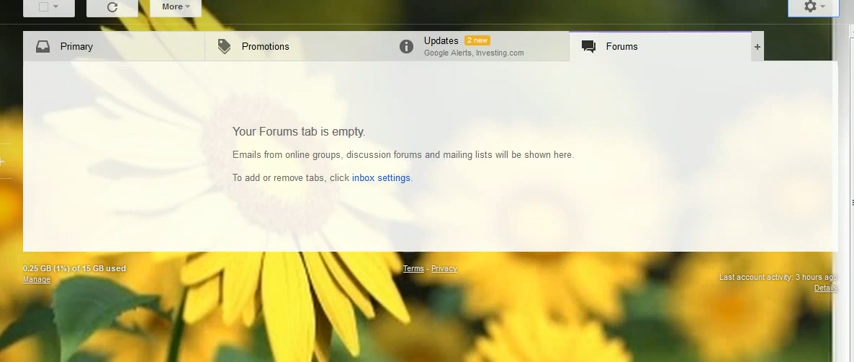 More
Primary
Promotions
Updates 2 new
Google Alerts, Investing.com
Forums
+
Your Forums tab is empty.
Emails from online groups, discussion forums and mailing lists will be shown here.
To add or remove tabs, click inbox settings.
0.25 GB (1%) of 15 GB used
Manage
Terms - Privacy
Last account activity: 3 hours ago
Details